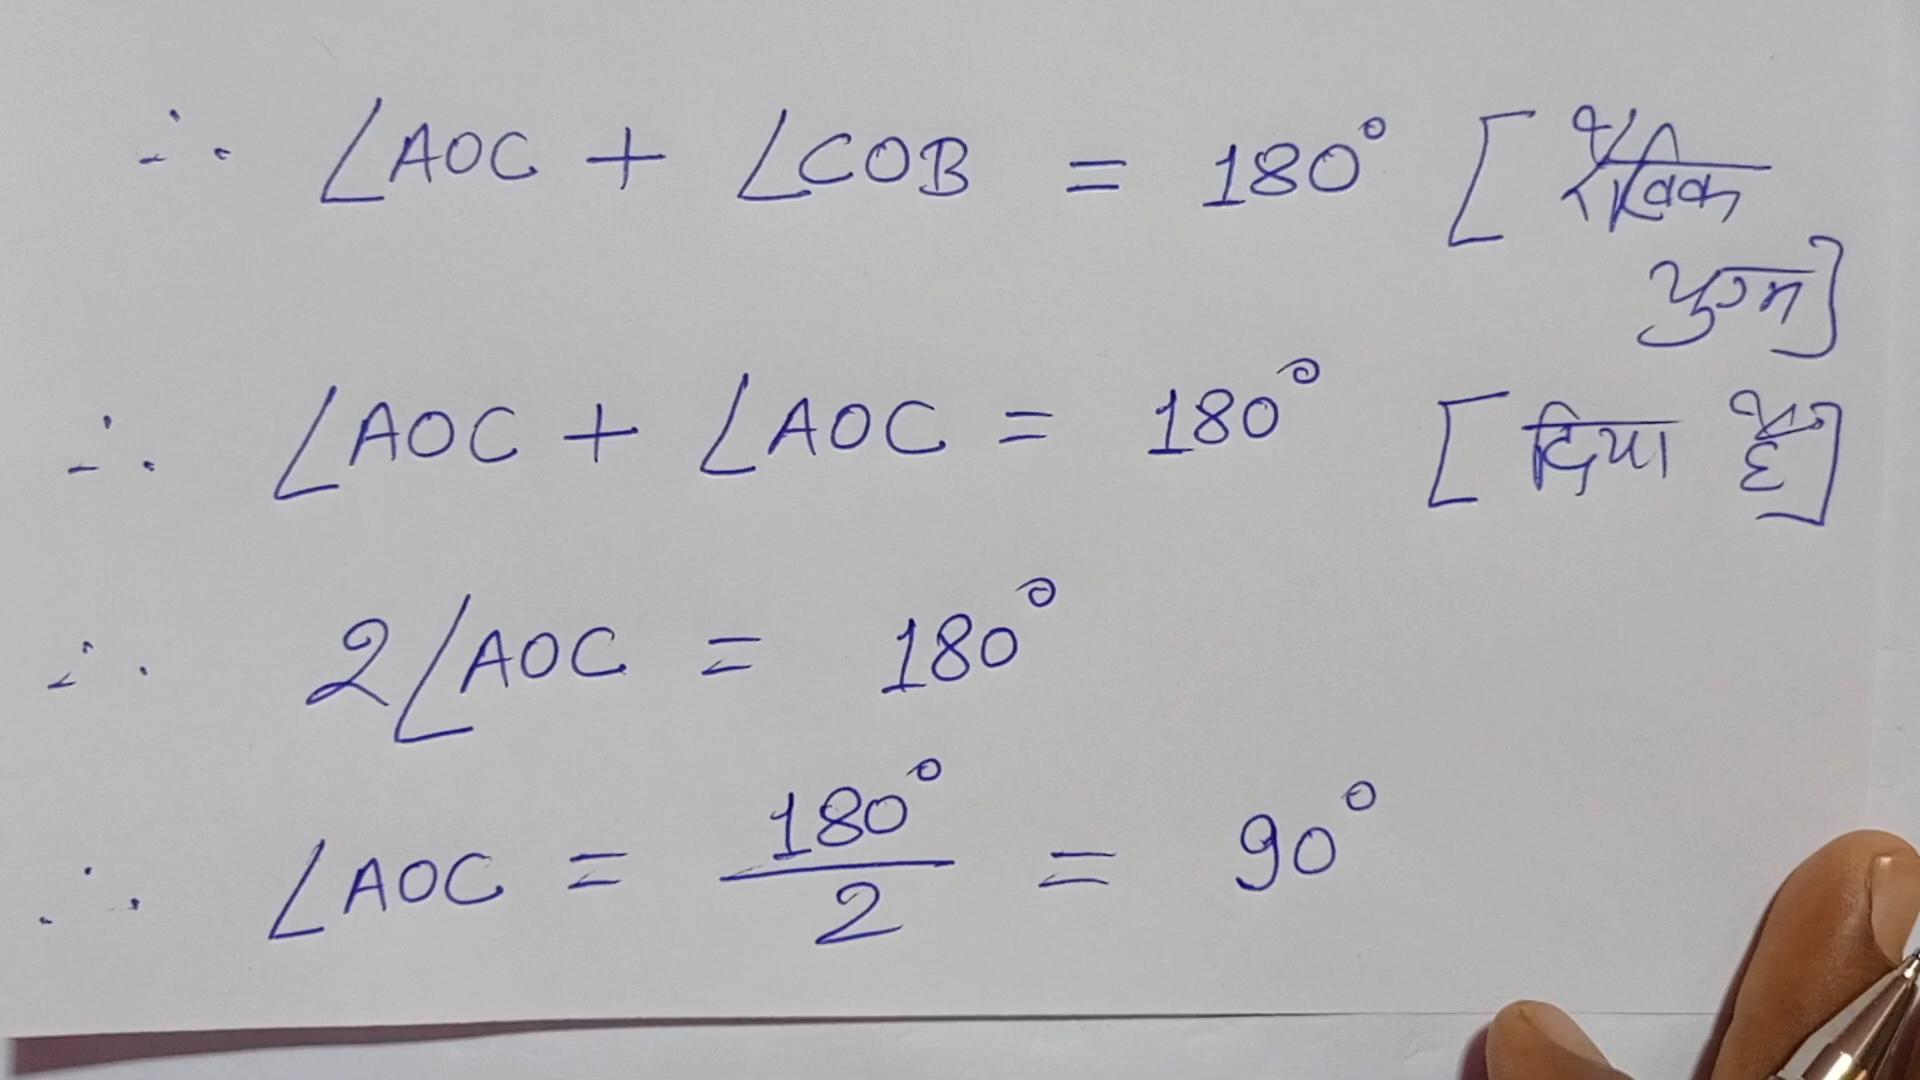 ∴ ∠AOC + ∠COB = 180° [ रैखिक
युग्म]
∴ ∠AOC + ∠AOC = 180° [ दिया है]
∴ 2∠AOC = 180°
∴ ∠AOC = 180°/2 = 90°